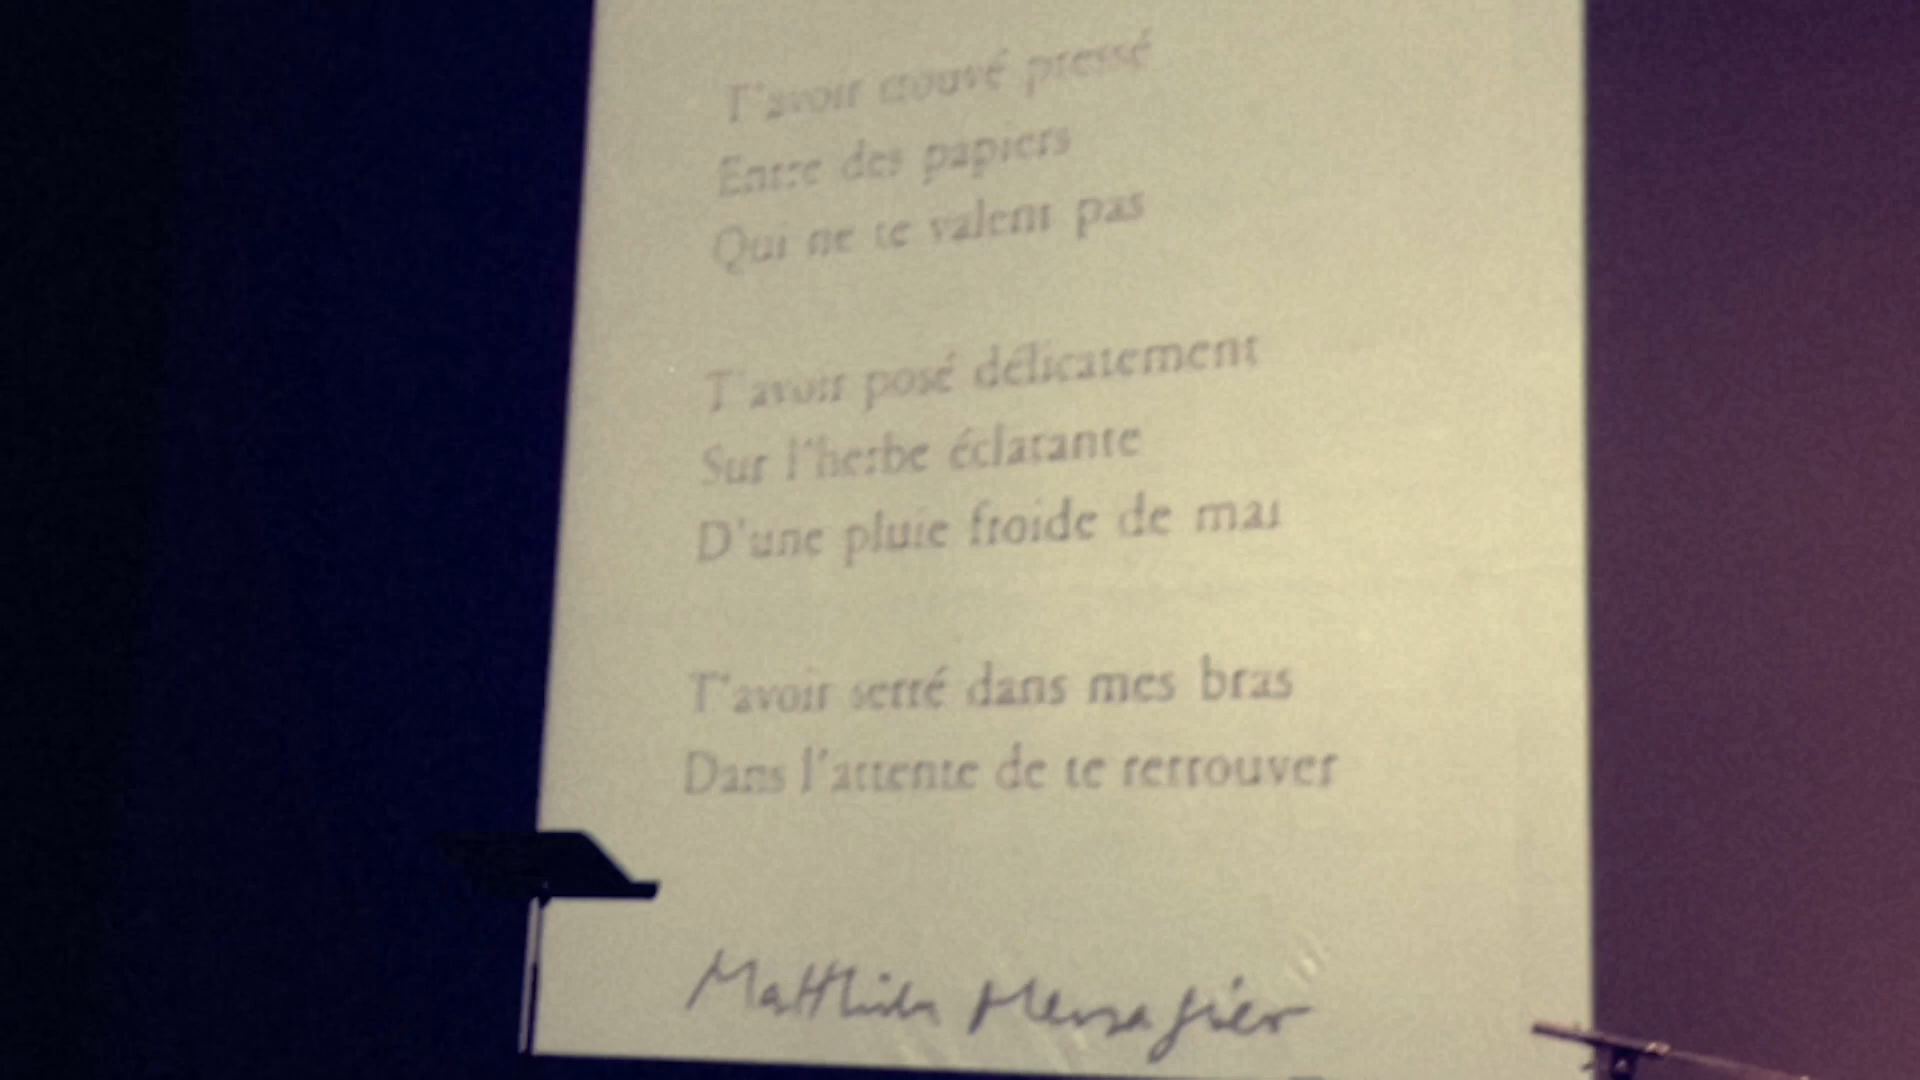 T'avoir trouvé pressé
Entre des papiers
Qui ne te valent pas
T'avoir posé délicatement
Sur l'herbe éclatante
D'une pluie froide de mai
T'avoir serré dans mes bras
Dans l'attente de te retrouver
Matthieu Messagier